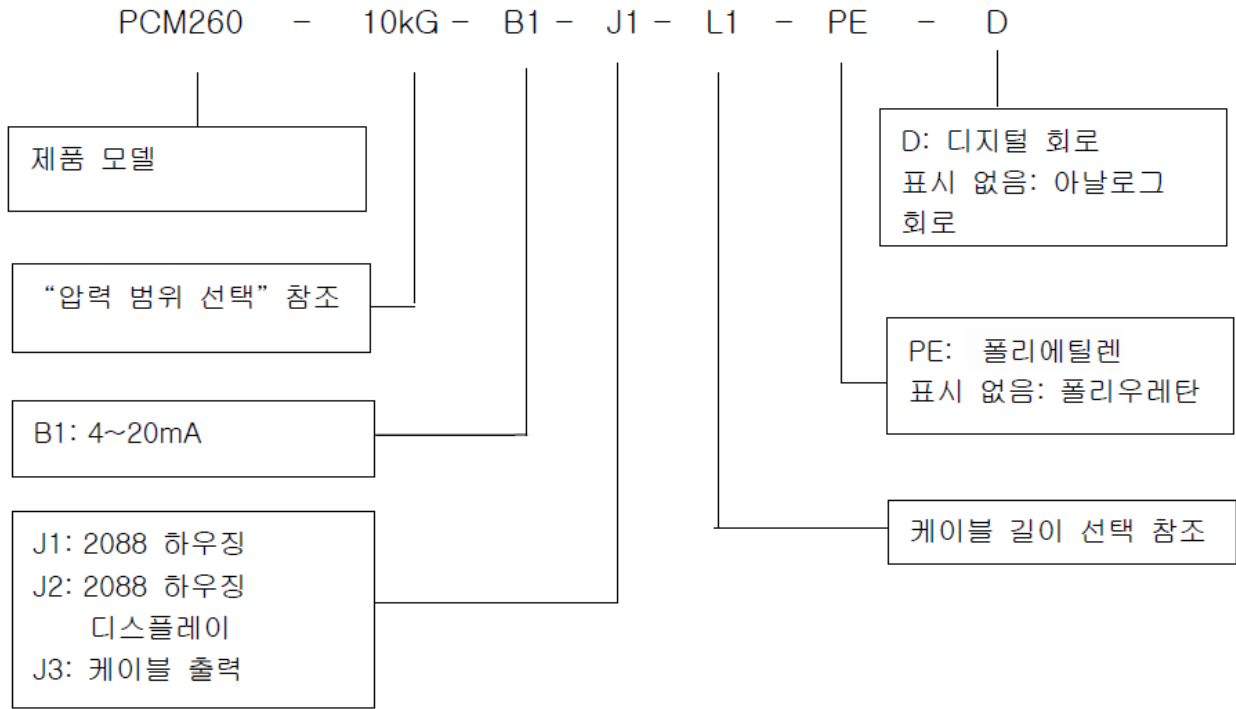 PCM260 - 10kG - B1 - J1 - L1 - PE - D
제품 모델
“압력 범위 선택” 참조
B1: 4~20mA
J1: 2088 하우징
J2: 2088 하우징
디스플레이
J3: 케이블 출력
D: 디지털 회로
표시 없음: 아날로그
회로
PE: 폴리에틸렌
표시 없음: 폴리우레탄
케이블 길이 선택 참조